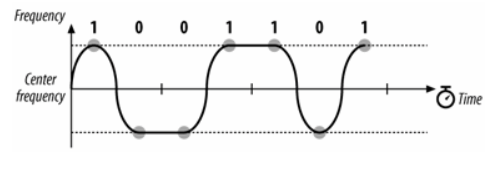 Frequency
1 0 0 1 1 0 1
Center
frequency
Time